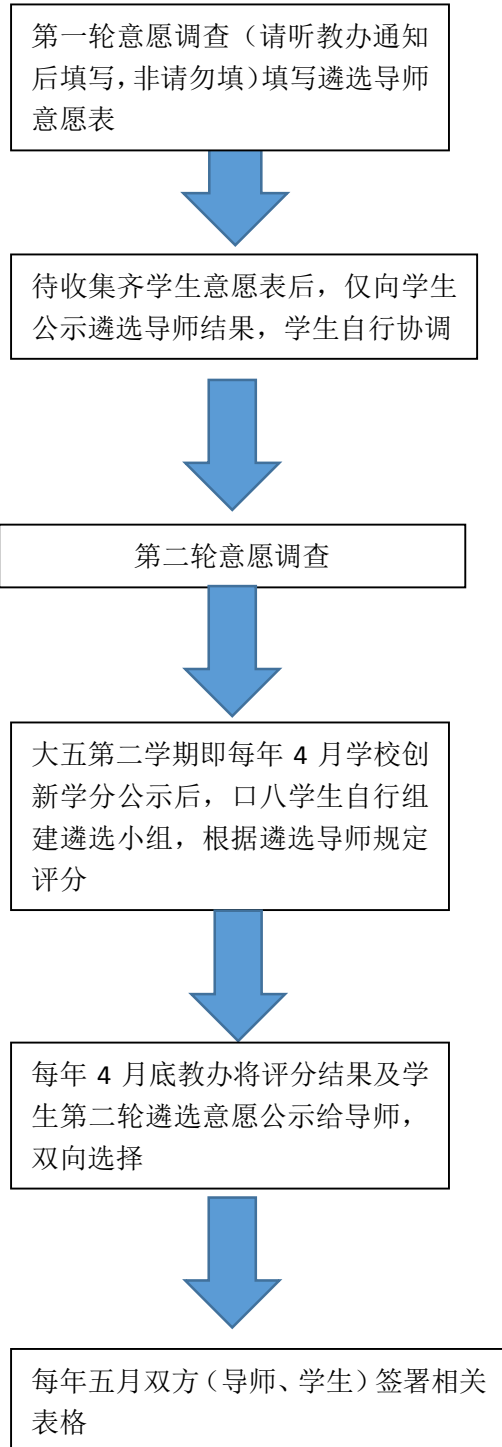 第一轮意愿调查（请听教办通知
后填写，非请勿填）填写遴选导师
意愿表
待收集齐学生意愿表后，仅向学生
公示遴选导师结果，学生自行协调
第二轮意愿调查
大五第二学期即每年 4 月学校创
新学分公示后，口八学生自行组
建遴选小组，根据遴选导师规定
评分
每年 4 月底教办将评分结果及学
生第二轮遴选意愿公示给导师，
双向选择
每年五月双方（导师、学生）签署相关
表格